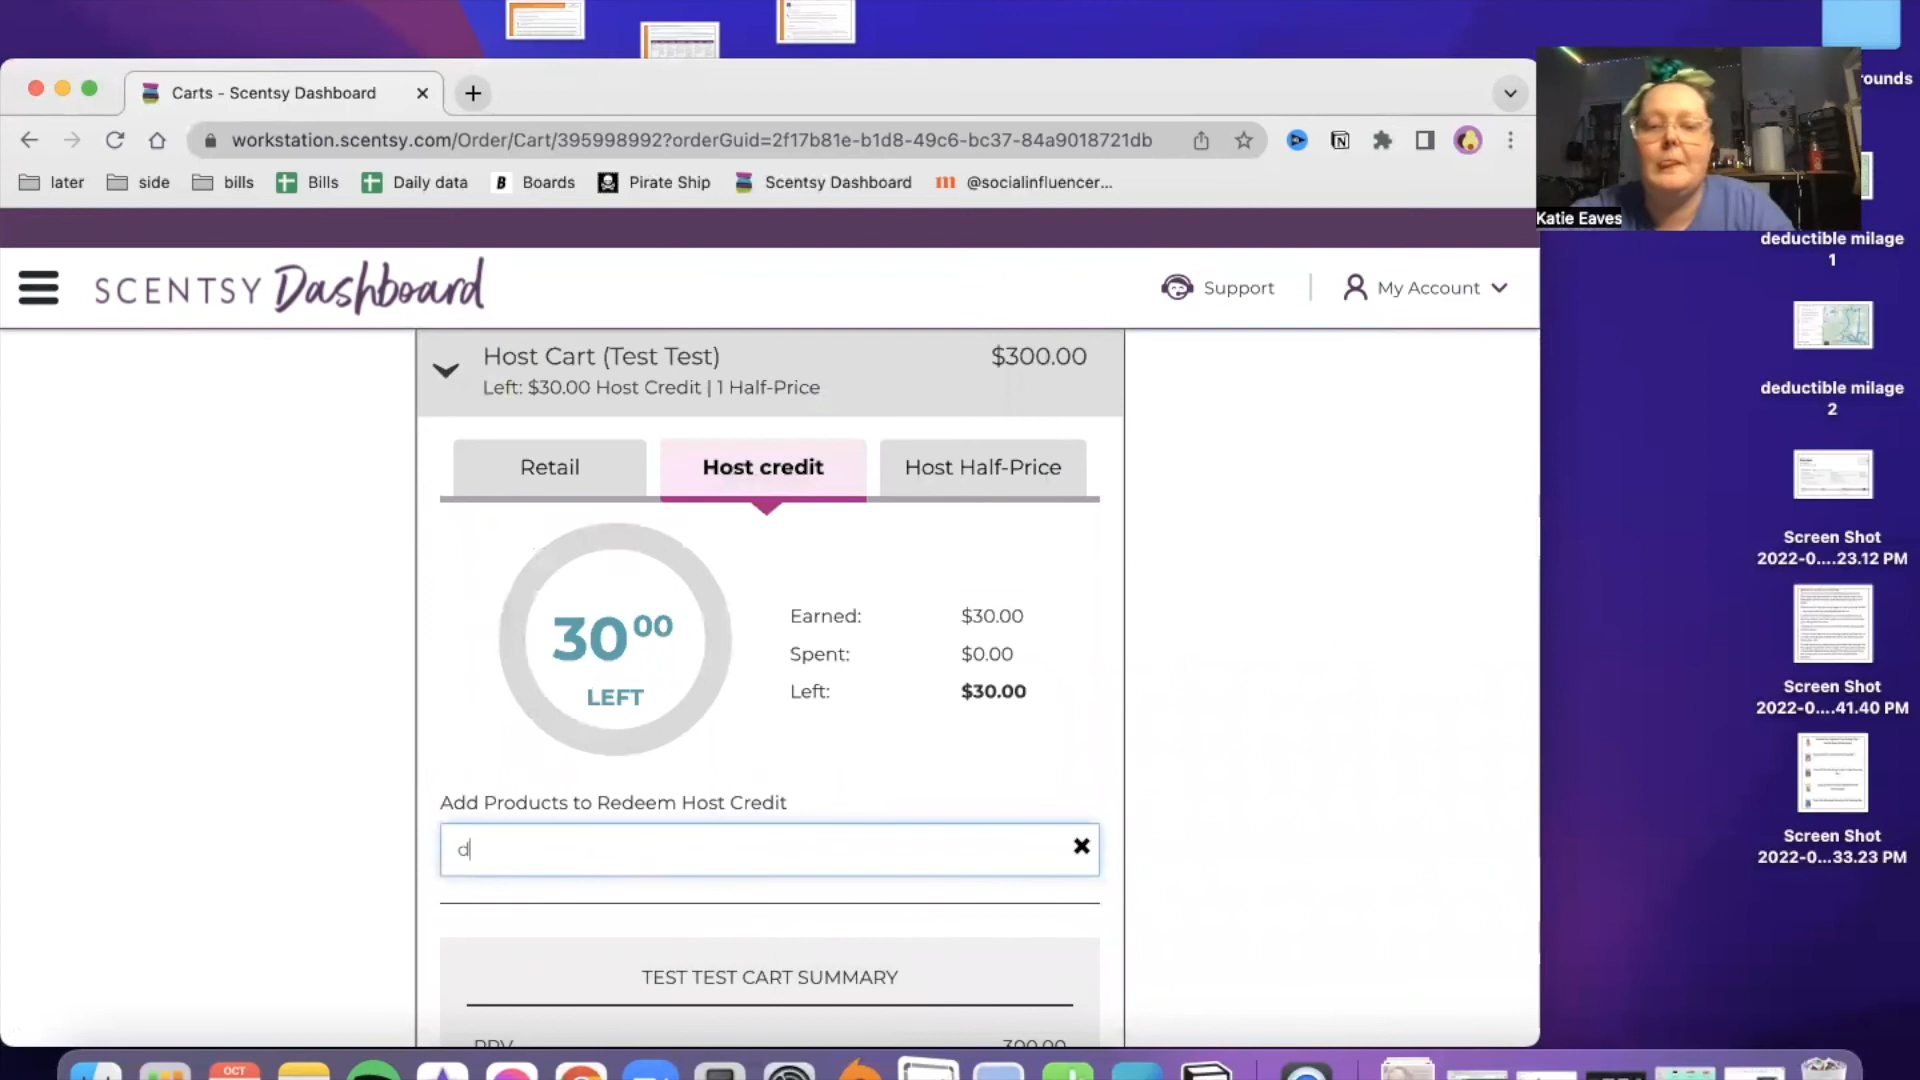 Carts - Scentsy Dashboard
workstation.scentsy.com/Order/Cart/395998992?orderGuid=2f17b81e-b1d8-49c6-bc37-84a9018721db
later side bills Bills Daily data B Boards Pirate Ship Scentsy Dashboard @socialinfluencer...
Katie Eaves
rounds
deductible milage
1
SCENTSY Dashboard
Support
My Account
Host Cart (Test Test) $300.00
Left: $30.00 Host Credit | 1 Half-Price
deductible milage
2
Retail Host credit Host Half-Price
Screen Shot
2022-0....23.12 PM
30 00
LEFT
Earned: $30.00
Spent: $0.00
Left: $30.00
Screen Shot
2022-0....41.40 PM
Add Products to Redeem Host Credit
d
Screen Shot
2022-0...33.23 PM
TEST TEST CART SUMMARY
PRV 300.00
OCT